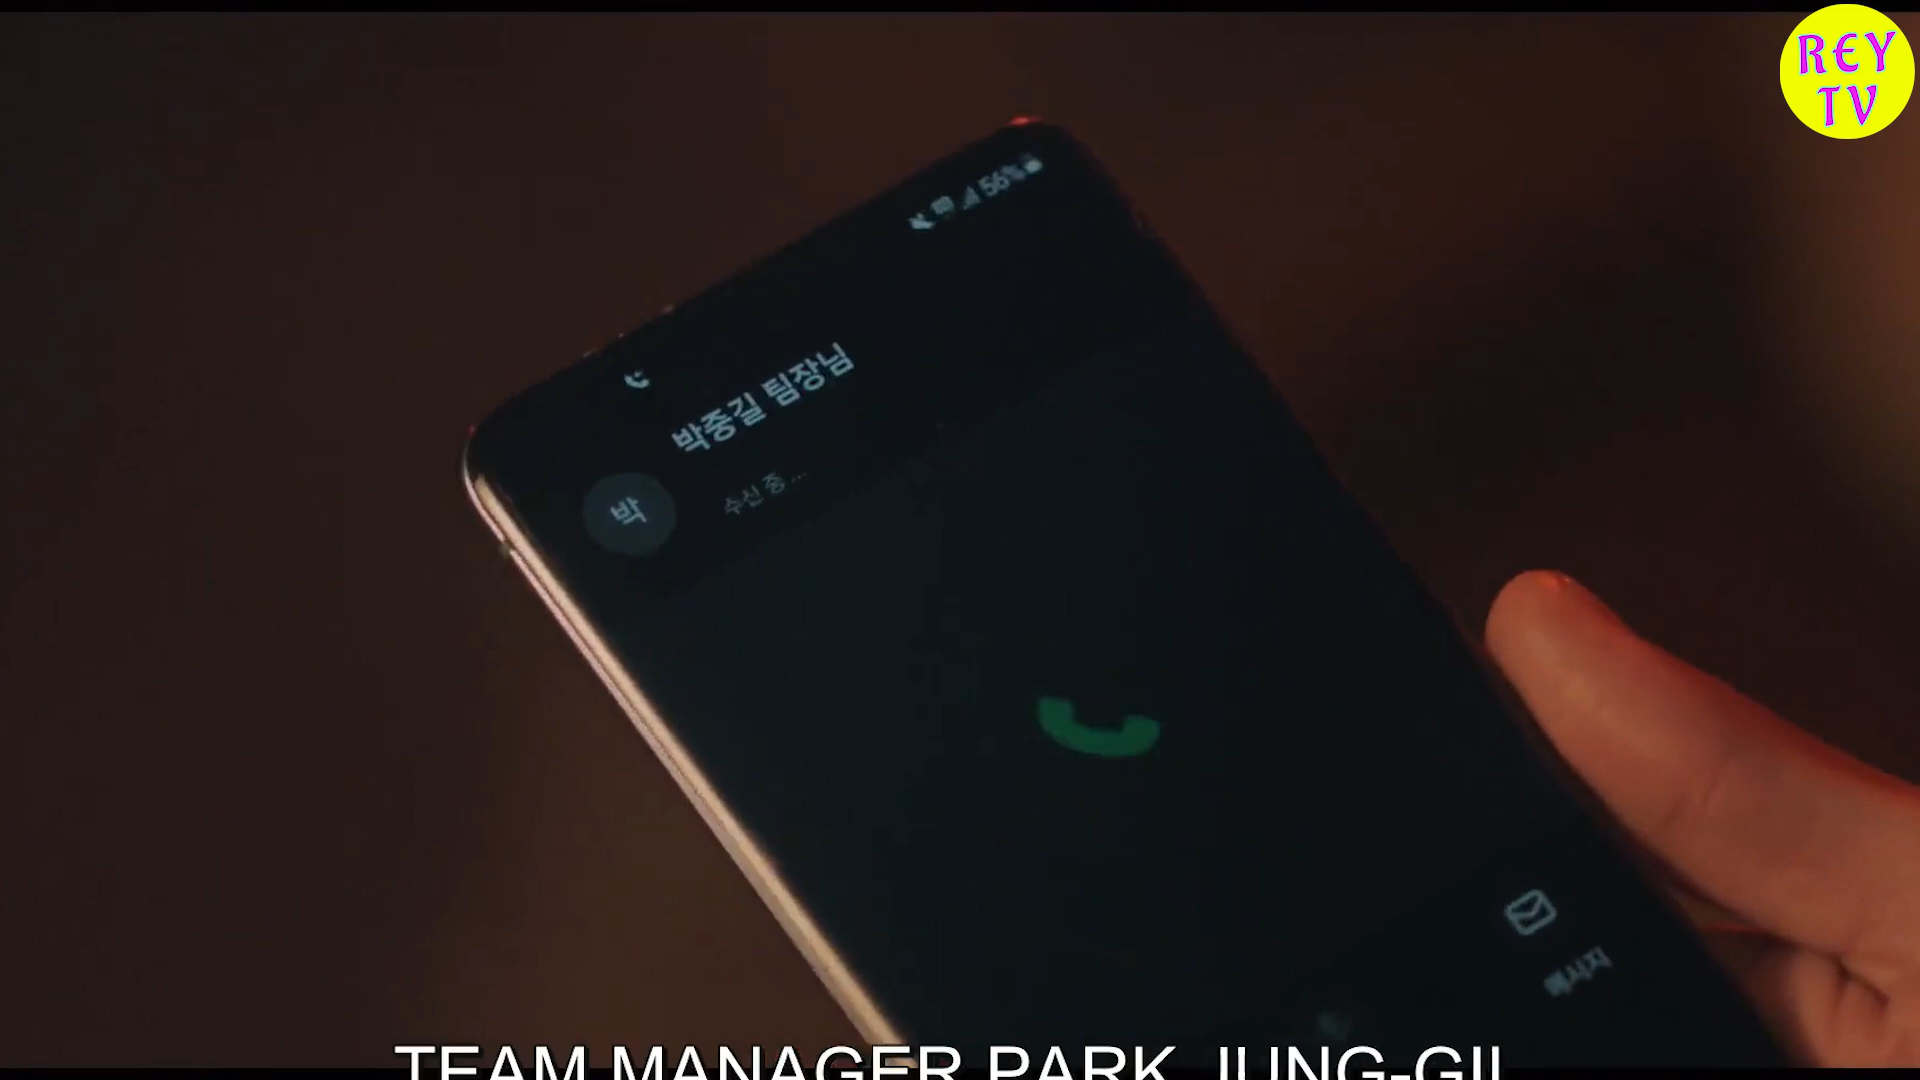 REY
TV
56%
박중길 팀장님
박
수신 중 ...
메시지
TEAM MANAGER PARK JUNG-GIL